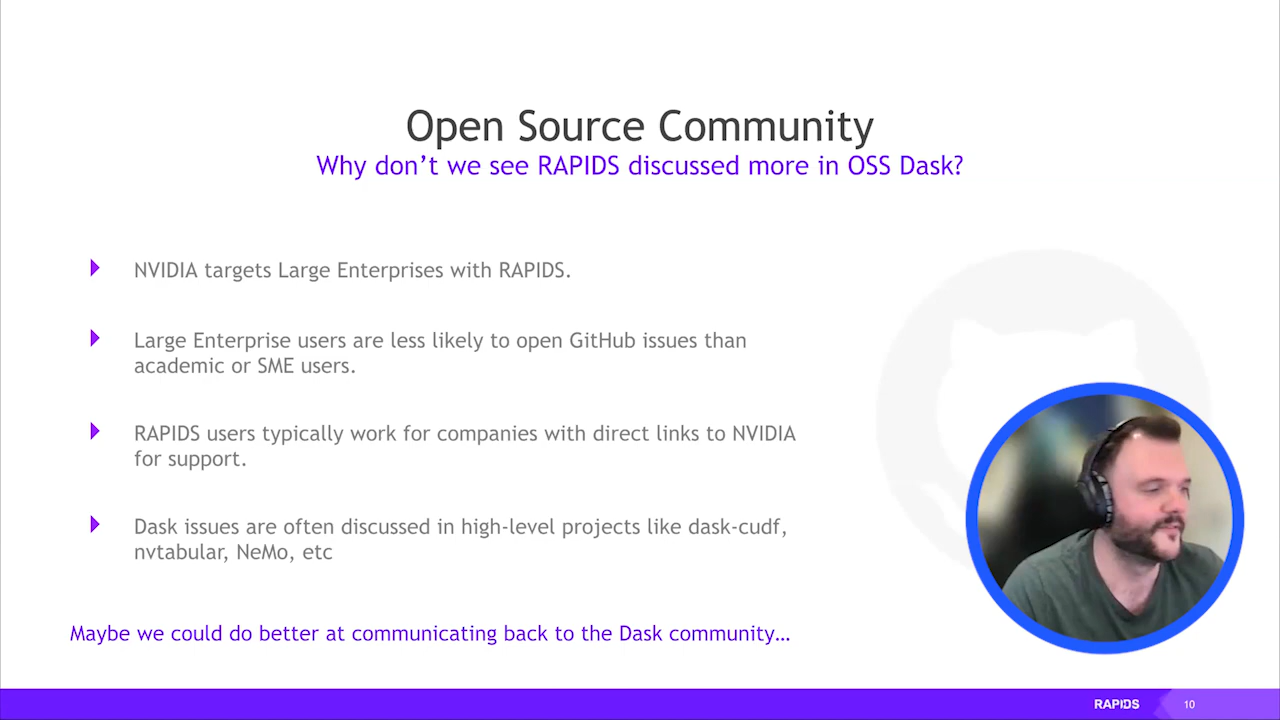 Open Source Community
Why don’t we see RAPIDS discussed more in OSS Dask?
NVIDIA targets Large Enterprises with RAPIDS.
Large Enterprise users are less likely to open GitHub issues than
academic or SME users.
RAPIDS users typically work for companies with direct links to NVIDIA
for support.
Dask issues are often discussed in high-level projects like dask-cudf,
nvtabular, NeMo, etc
Maybe we could do better at communicating back to the Dask community…
RAPIDS
10